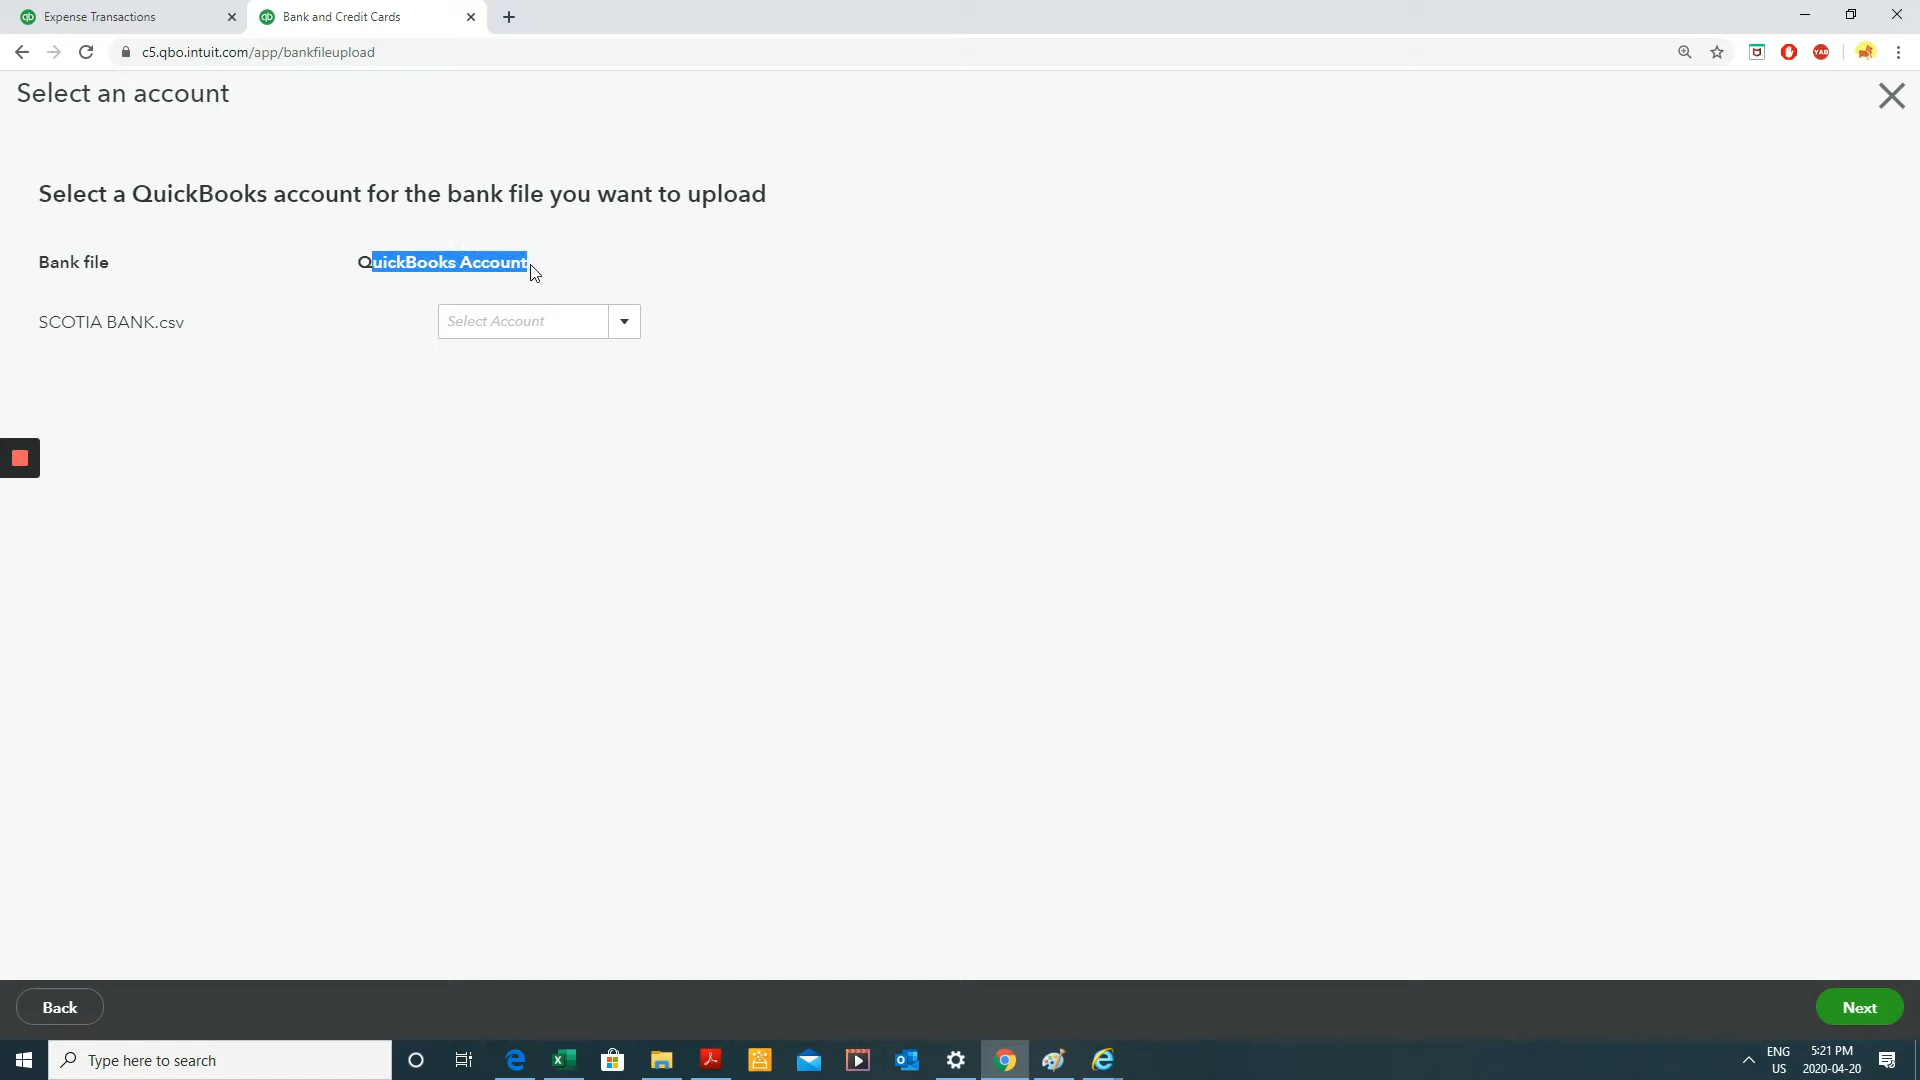 Expense Transactions
Bank and Credit Cards
c5.qbo.intuit.com/app/bankfileupload
Select an account
Select a QuickBooks account for the bank file you want to upload
Bank file QuickBooks Account
SCOTIA BANK.csv Select Account
Back Next
Type here to search
ENG 5:21 PM
US 2020-04-20